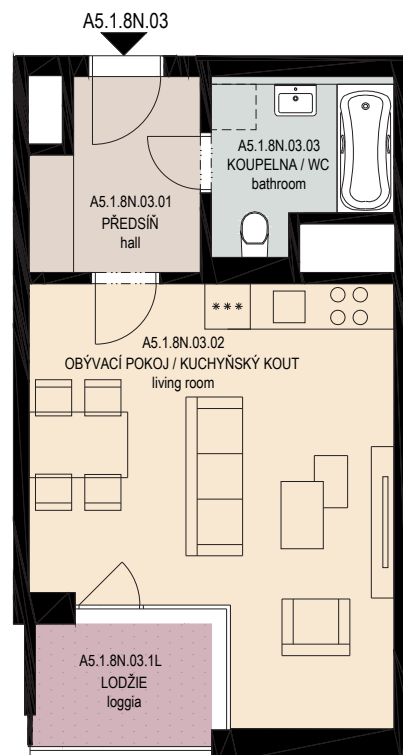 A5.1.8N.03
A5.1.8N.03.03
KOUPELNA / WC
bathroom
A5.1.8N.03.01
PŘEDSÍŇ
hall
***
A5.1.8N.03.02
OBÝVACÍ POKOJ / KUCHYŇSKÝ KOUT
living room
A5.1.8N.03.1L
LODŽIE
loggia